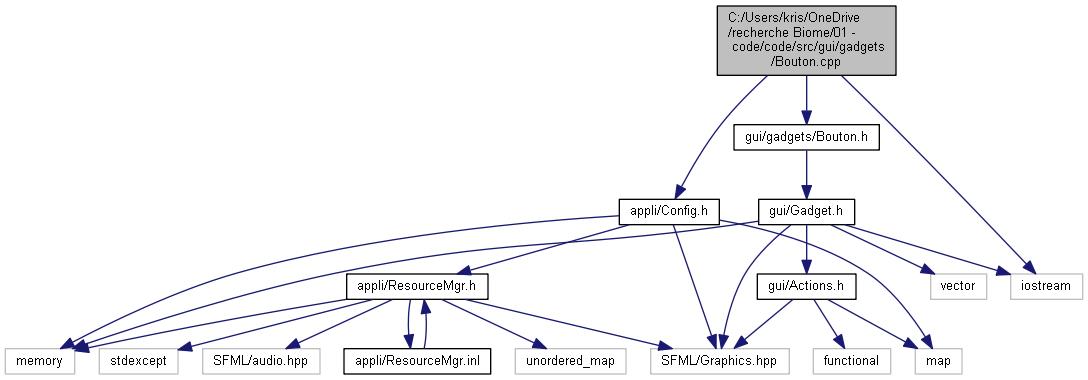 C:/Users/kris/OneDrive
/recherche Biome/01 -
code/code/src/gui/gadgets
/Bouton.cpp
gui/gadgets/Bouton.h
appli/Config.h
gui/Gadget.h
appli/ResourceMgr.h
gui/Actions.h
vector
iostream
memory
stdexcept
SFML/audio.hpp
appli/ResourceMgr.inl
unordered_map
SFML/Graphics.hpp
functional
map